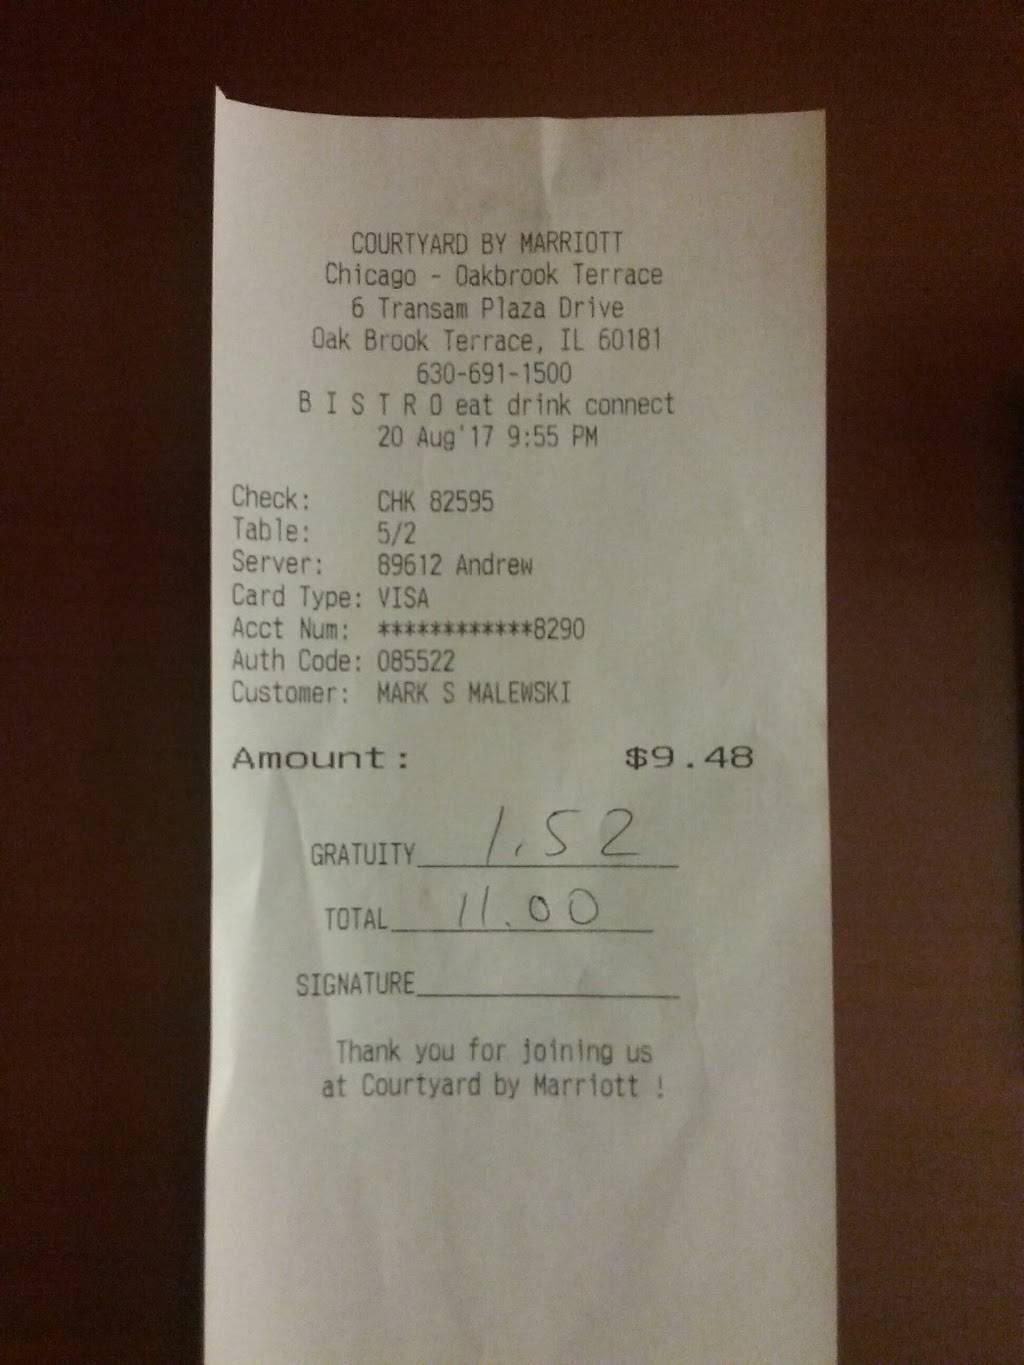 COURTYARD BY MARRIOTT
Chicago - Oakbrook Terrace
6 Transam Plaza Drive
Oak Brook Terrace, IL 60181
630-691-1500
B I S T R O eat drink connect
20 Aug'17 9:55 PM
Check: CHK 82595
Table: 5/2
Server: 89612 Andrew
Card Type: VISA
Acct Num: ************8290
Auth Code: 085522
Customer: MARK S MALEWSKI
Amount: $9.48
GRATUITY 1.52
TOTAL 11.00
SIGNATURE
Thank you for joining us
at Courtyard by Marriott !